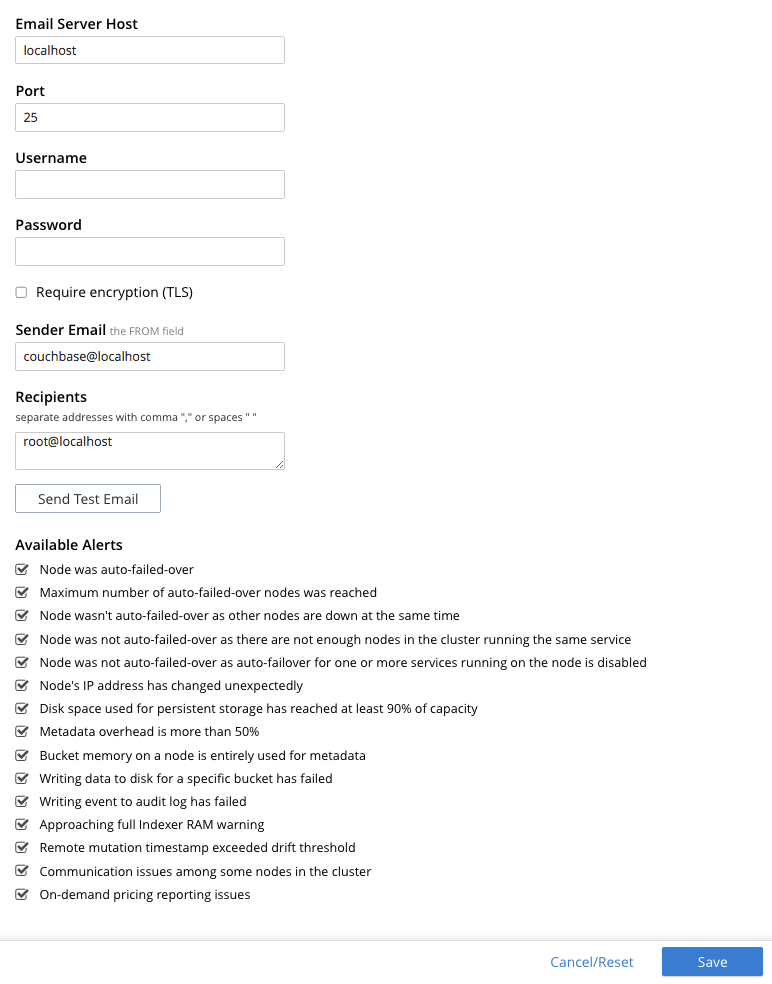 Email Server Host
localhost
Port
25
Username
Password
Require encryption (TLS)
Sender Email the FROM field
couchbase@localhost
Recipients
separate addresses with comma "," or spaces " "
root@localhost
Send Test Email
Available Alerts
Node was auto-failed-over
Maximum number of auto-failed-over nodes was reached
Node wasn't auto-failed-over as other nodes are down at the same time
Node was not auto-failed-over as there are not enough nodes in the cluster running the same service
Node was not auto-failed-over as auto-failover for one or more services running on the node is disabled
Node's IP address has changed unexpectedly
Disk space used for persistent storage has reached at least 90% of capacity
Metadata overhead is more than 50%
Bucket memory on a node is entirely used for metadata
Writing data to disk for a specific bucket has failed
Writing event to audit log has failed
Approaching full Indexer RAM warning
Remote mutation timestamp exceeded drift threshold
Communication issues among some nodes in the cluster
On-demand pricing reporting issues
Cancel/Reset Save